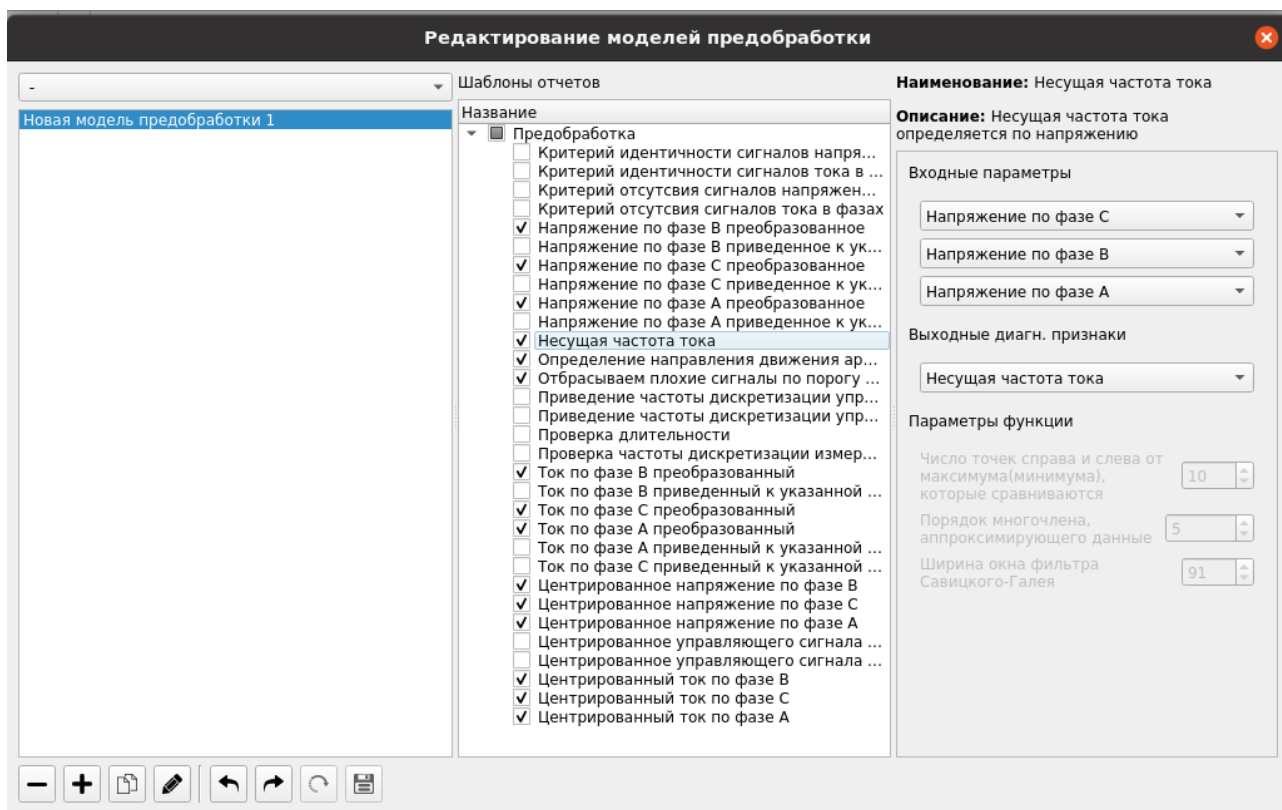 Редактирование моделей предобработки
-
Новая модель предобработки 1
Шаблоны отчетов
Название
Предобработка
Критерий идентичности сигналов напря...
Критерий идентичности сигналов тока в ...
Критерий отсутсвия сигналов напряжен...
Критерий отсутсвия сигналов тока в фазах
Напряжение по фазе B преобразованное
Напряжение по фазе B приведенное к ук...
Напряжение по фазе C преобразованное
Напряжение по фазе C приведенное к ук...
Напряжение по фазе А преобразованное
Напряжение по фазе А приведенное к ук...
Несущая частота тока
Определение направления движения ар...
Отбрасываем плохие сигналы по порогу ...
Приведение частоты дискретизации упр...
Приведение частоты дискретизации упр...
Проверка длительности
Проверка частоты дискретизации измер...
Ток по фазе B преобразованный
Ток по фазе B приведенный к указанной ...
Ток по фазе C преобразованный
Ток по фазе А преобразованный
Ток по фазе А приведенный к указанной ...
Ток по фазе С приведенный к указанной ...
Центрированное напряжение по фазе B
Центрированное напряжение по фазе C
Центрированное напряжение по фазе А
Центрированное управляющего сигнала ...
Центрированное управляющего сигнала ...
Центрированный ток по фазе B
Центрированный ток по фазе C
Центрированный ток по фазе А
Наименование: Несущая частота тока
Описание: Несущая частота тока
определяется по напряжению
Входные параметры
Напряжение по фазе C
Напряжение по фазе B
Напряжение по фазе А
Выходные диагн. признаки
Несущая частота тока
Параметры функции
Число точек справа и слева от
максимума(минимума),
которые сравниваются
10
Порядок многочлена,
аппроксимирующего данные
5
Ширина окна фильтра
Савицкого-Галея
91